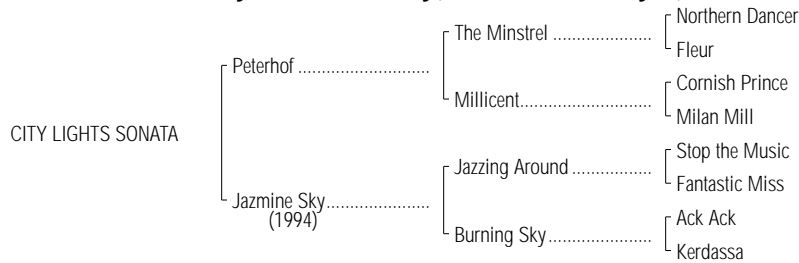 Northern Dancer
The Minstrel ....................
Fleur
Peterhof ...........................
Cornish Prince
Millicent...........................
Milan Mill
CITY LIGHTS SONATA
Stop the Music
Jazzing Around ................
Fantastic Miss
Jazmine Sky.....................
(1994)
Ack Ack
Burning Sky.....................
Kerdassa